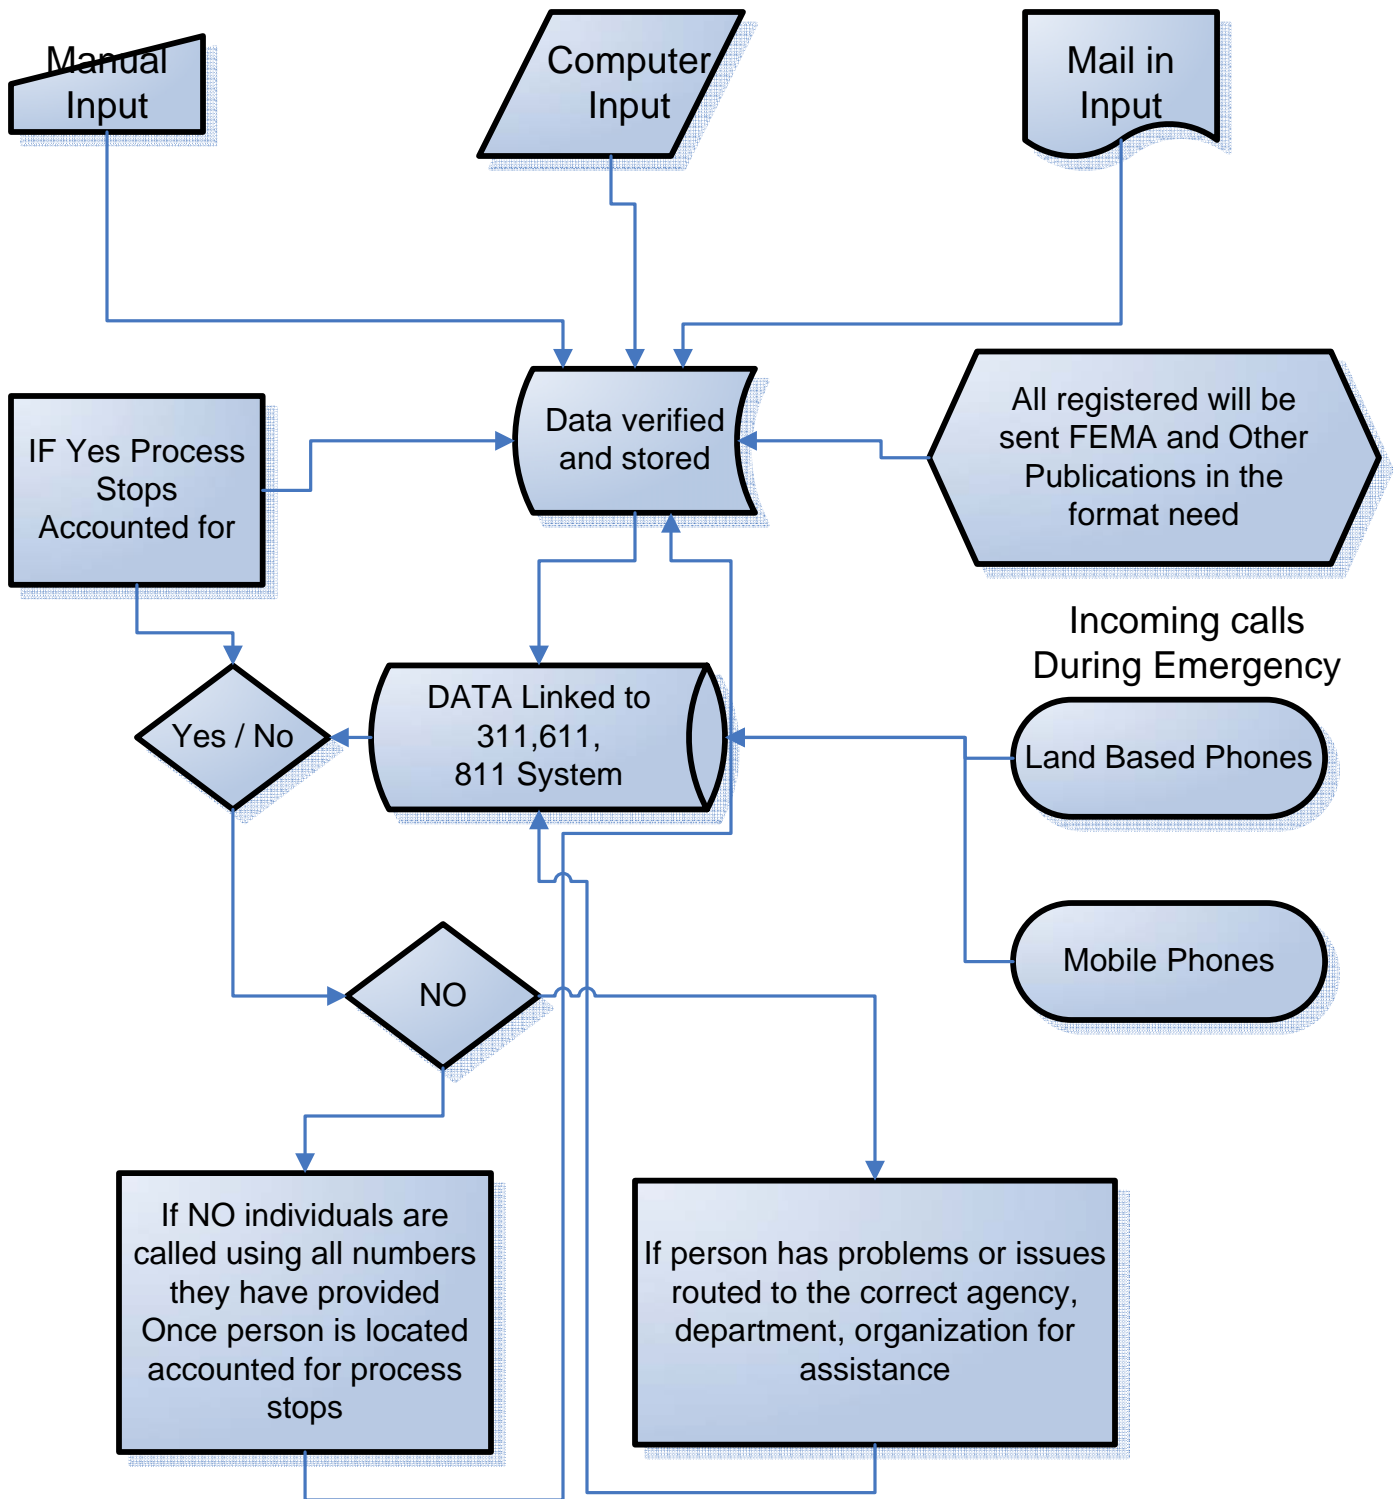 Manual
Input
Computer
Input
Mail in
Input
Data verified
and stored
IF Yes Process
Stops
Accounted for
All registered will be
sent FEMA and Other
Publications in the
format need
Incoming calls
During Emergency
Yes / No
DATA Linked to
311,611,
811 System
Land Based Phones
Mobile Phones
NO
If NO individuals are
called using all numbers
they have provided
Once person is located
accounted for process
stops
If person has problems or issues
routed to the correct agency,
department, organization for
assistance